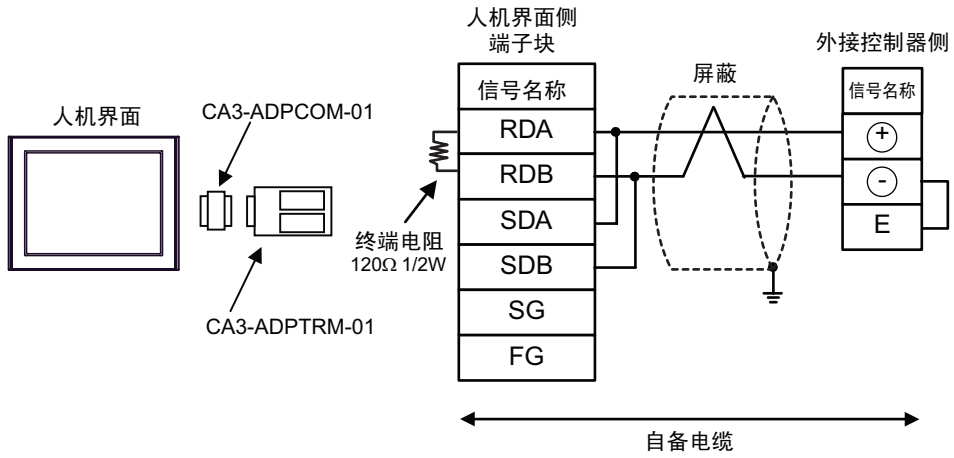 人机界面
CA3-ADPCOM-01
CA3-ADPTRM-01
终端电阻
120Ω 1/2W
人机界面侧
端子块
信号名称
RDA
RDB
SDA
SDB
SG
FG
屏蔽
外接控制器侧
信号名称
+
-
E
自备电缆